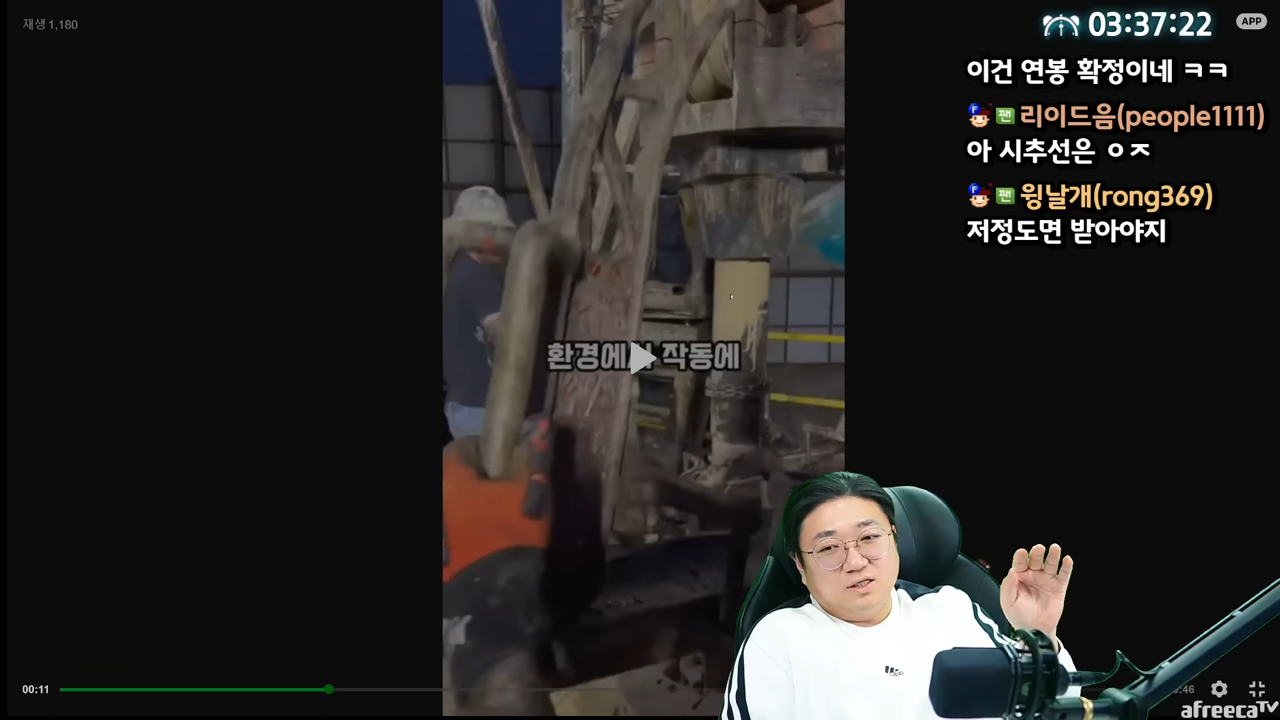 재생 1,180
03:37:22
APP
이건 연봉 확정이네 ㅋㅋ
F 팬 리이드음(people1111)
아 시추선은 ㅇㅈ
F 팬 윙날개(rong369)
저정도면 받아야지
환경에서 작동에
00:11
:46
afreecaTV